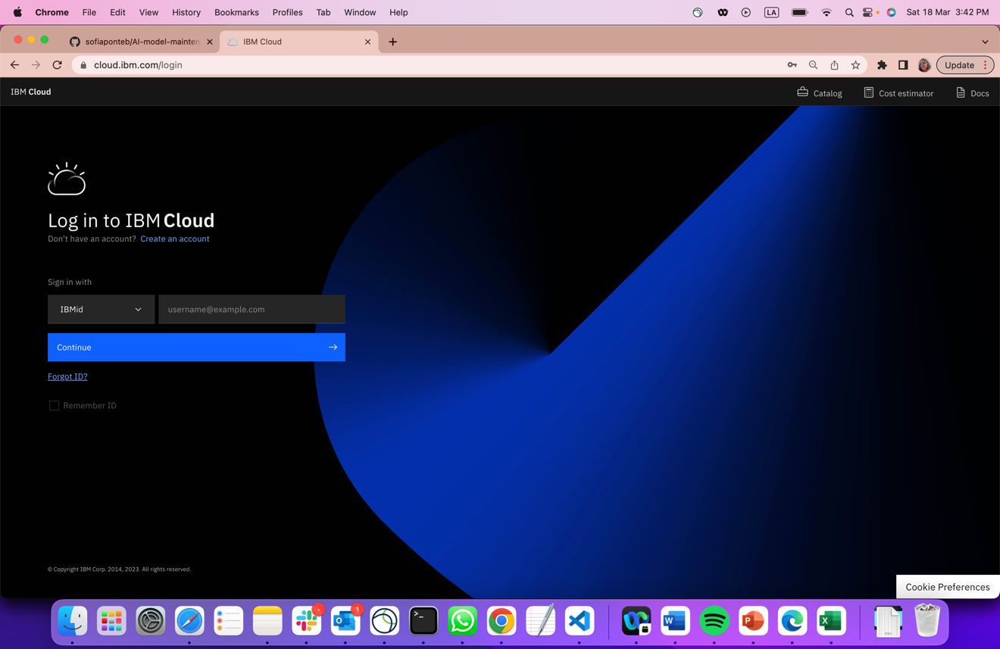 Chrome File Edit View History Bookmarks Profiles Tab Window Help LA Sat 18 Mar 3:42 PM
sofiaponteb/AI-model-mainten IBM Cloud
cloud.ibm.com/login Update
IBM Cloud Catalog Cost estimator Docs
Log in to IBM Cloud
Don't have an account? Create an account
Sign in with
IBMid username@example.com
Continue
Forgot ID?
Remember ID
© Copyright IBM Corp. 2014, 2023. All rights reserved.
Cookie Preferences
1
>_ W P X CSV